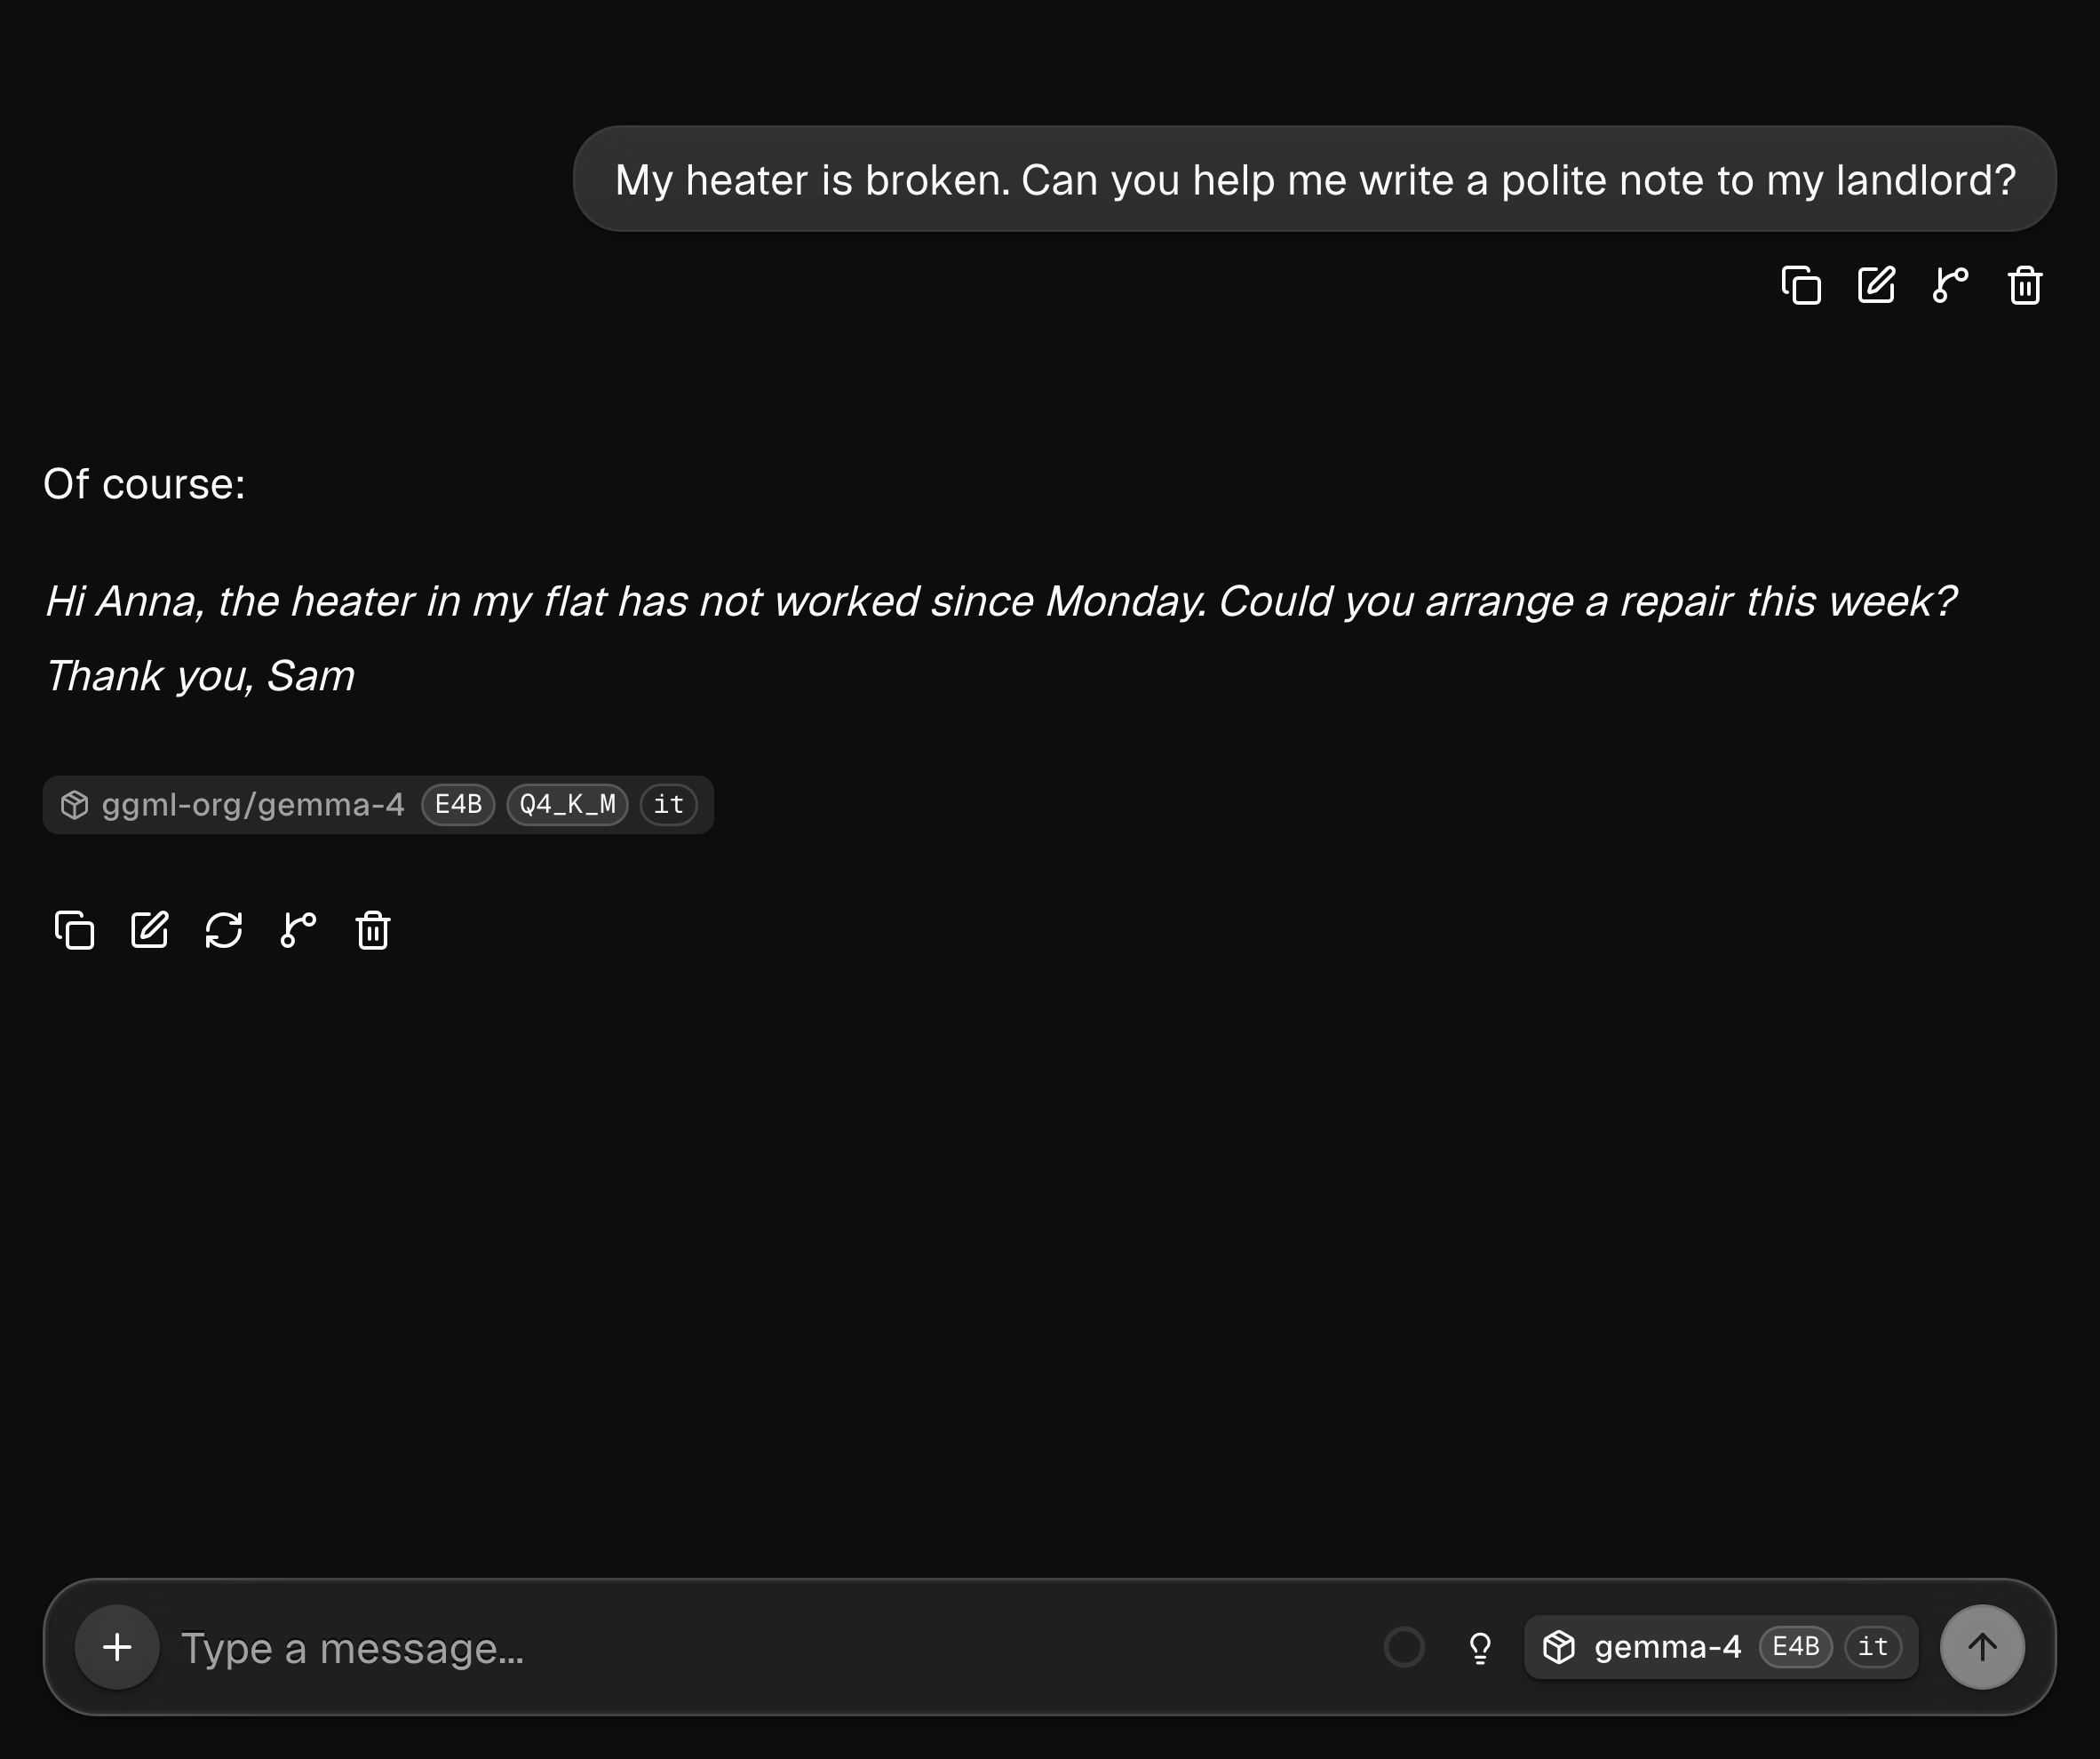 My heater is broken. Can you help me write a polite note to my landlord?
Of course:
Hi Anna, the heater in my flat has not worked since Monday. Could you arrange a repair this week?
Thank you, Sam
ggml-org/gemma-4 E4B Q4_K_M it
Type a message... gemma-4 E4B it